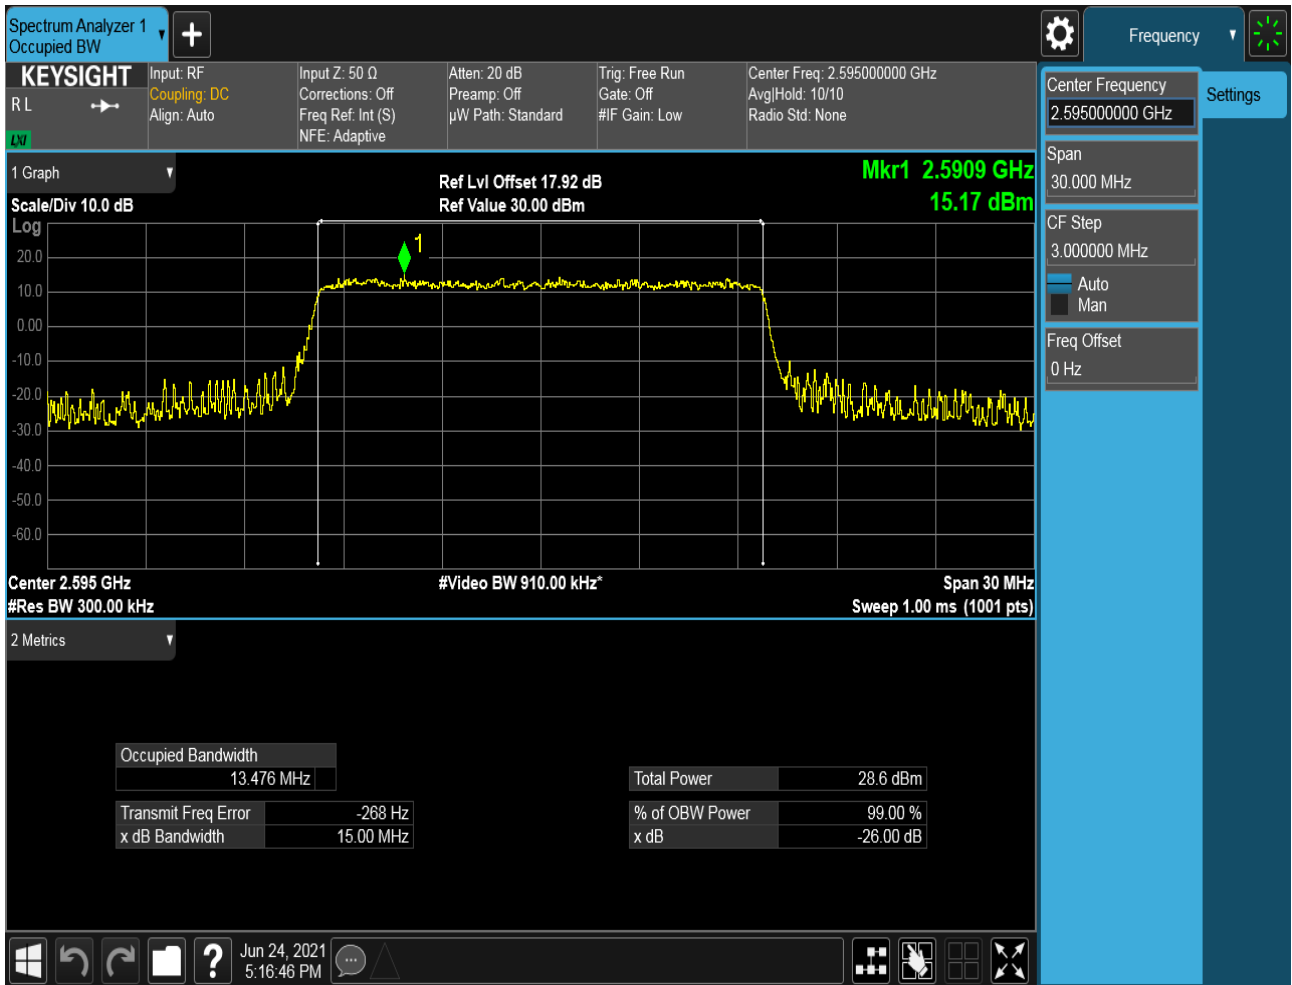 Spectrum Analyzer 1
Occupied BW
Frequency
KEYSIGHT
R L
LXI
Input: RF
Coupling: DC
Align: Auto
Input Z: 50 Ω
Corrections: Off
Freq Ref: Int (S)
NFE: Adaptive
Atten: 20 dB
Preamp: Off
µW Path: Standard
Trig: Free Run
Gate: Off
#IF Gain: Low
Center Freq: 2.595000000 GHz
Avg|Hold: 10/10
Radio Std: None
Center Frequency
2.595000000 GHz
Settings
Span
30.000 MHz
CF Step
3.000000 MHz
Auto
Man
Freq Offset
0 Hz
1 Graph
Ref Lvl Offset 17.92 dB
Mkr1 2.5909 GHz
Scale/Div 10.0 dB
Ref Value 30.00 dBm
15.17 dBm
Log
1
20.0
10.0
0.00
-10.0
-20.0
-30.0
-40.0
-50.0
-60.0
Center 2.595 GHz
#Video BW 910.00 kHz*
Span 30 MHz
#Res BW 300.00 kHz
Sweep 1.00 ms (1001 pts)
2 Metrics
Occupied Bandwidth
13.476 MHz
Total Power 28.6 dBm
Transmit Freq Error -268 Hz
% of OBW Power 99.00 %
x dB Bandwidth 15.00 MHz
x dB -26.00 dB
Jun 24, 2021
5:16:46 PM